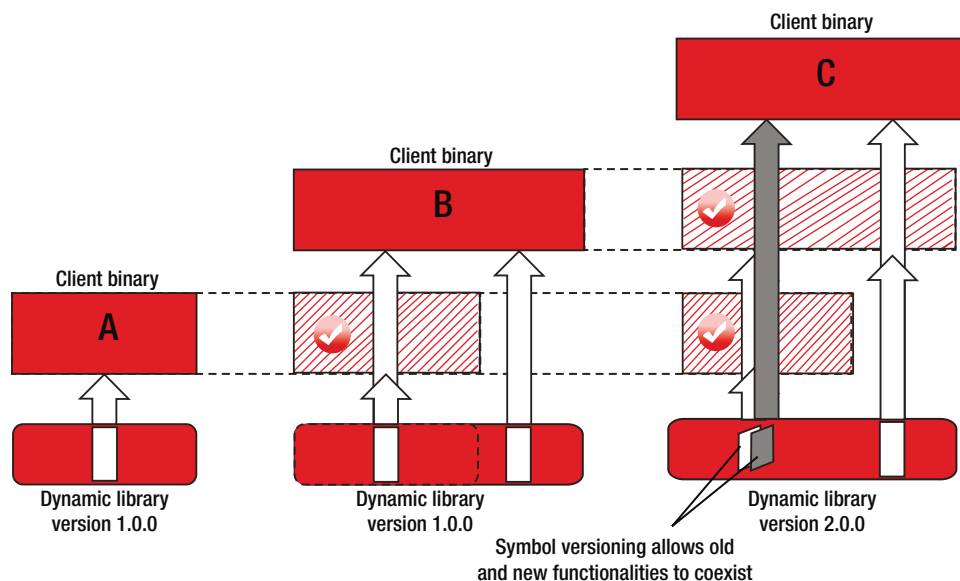 Client binary
C
Client binary
B
Client binary
A
Dynamic library
version 1.0.0
Dynamic library
version 1.0.0
Dynamic library
version 2.0.0
Symbol versioning allows old
and new functionalities to coexist